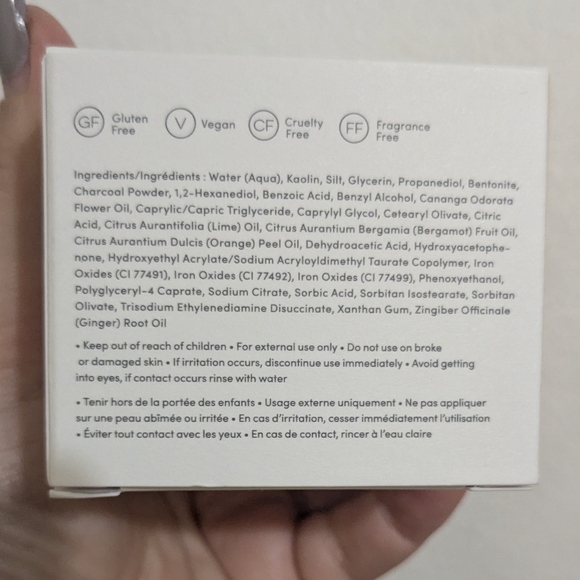 GF Gluten Free V Vegan CF Cruelty Free FF Fragrance Free
Ingredients/Ingrédients : Water (Aqua), Kaolin, Silt, Glycerin, Propanediol, Bentonite,
Charcoal Powder, 1,2-Hexanediol, Benzoic Acid, Benzyl Alcohol, Cananga Odorata
Flower Oil, Caprylic/Capric Triglyceride, Caprylyl Glycol, Cetearyl Olivate, Citric
Acid, Citrus Aurantifolia (Lime) Oil, Citrus Aurantium Bergamia (Bergamot) Fruit Oil,
Citrus Aurantium Dulcis (Orange) Peel Oil, Dehydroacetic Acid, Hydroxyacetophe-
none, Hydroxyethyl Acrylate/Sodium Acryloyldimethyl Taurate Copolymer, Iron
Oxides (CI 77491), Iron Oxides (CI 77492), Iron Oxides (CI 77499), Phenoxyethanol,
Polyglyceryl-4 Caprate, Sodium Citrate, Sorbic Acid, Sorbitan Isostearate, Sorbitan
Olivate, Trisodium Ethylenediamine Disuccinate, Xanthan Gum, Zingiber Officinale
(Ginger) Root Oil
• Keep out of reach of children • For external use only • Do not use on broke
or damaged skin • If irritation occurs, discontinue use immediately • Avoid getting
into eyes, if contact occurs rinse with water
• Tenir hors de la portée des enfants • Usage externe uniquement • Ne pas appliquer
sur une peau abîmée ou irritée • En cas d'irritation, cesser immédiatement l'utilisation
• Éviter tout contact avec les yeux • En cas de contact, rincer à l'eau claire